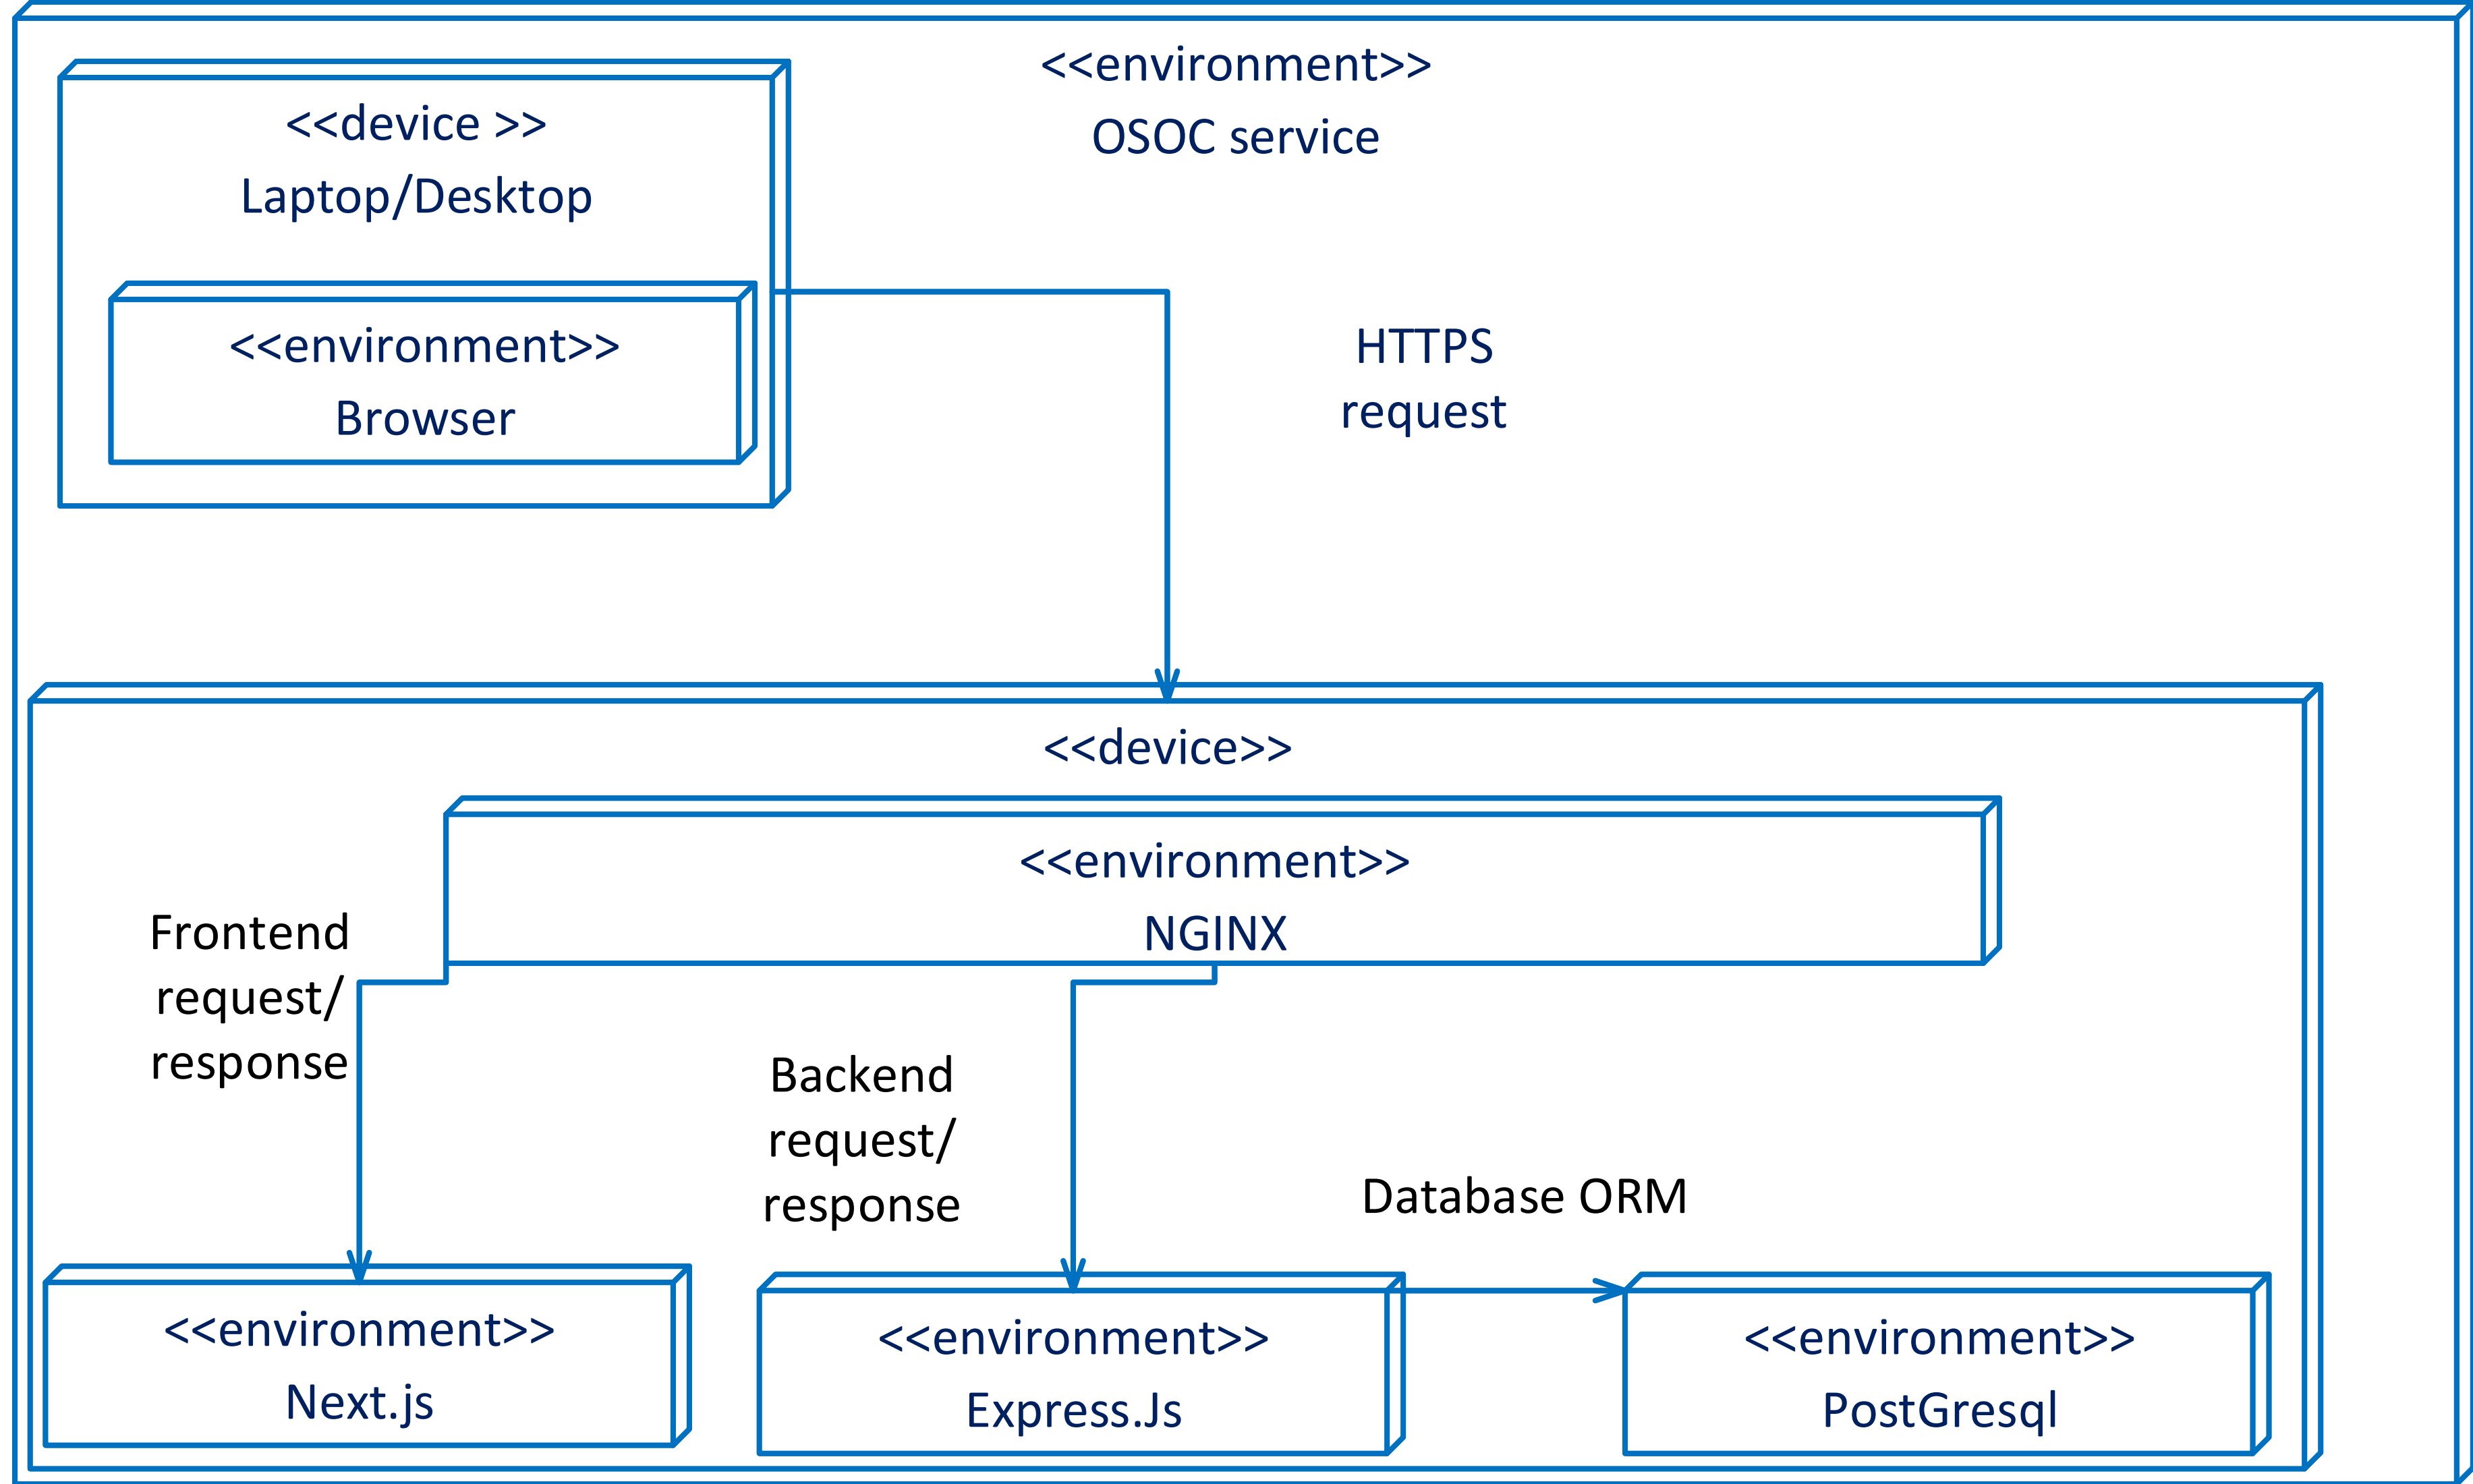 <<environment>>
OSOC service
<<device >>
Laptop/Desktop
<<environment>>
Browser
HTTPS
request
<<device>>
<<environment>>
NGINX
Frontend
request/
response
Backend
request/
response
Database ORM
<<environment>>
Next.js
<<environment>>
Express.Js
<<environment>>
PostGresql